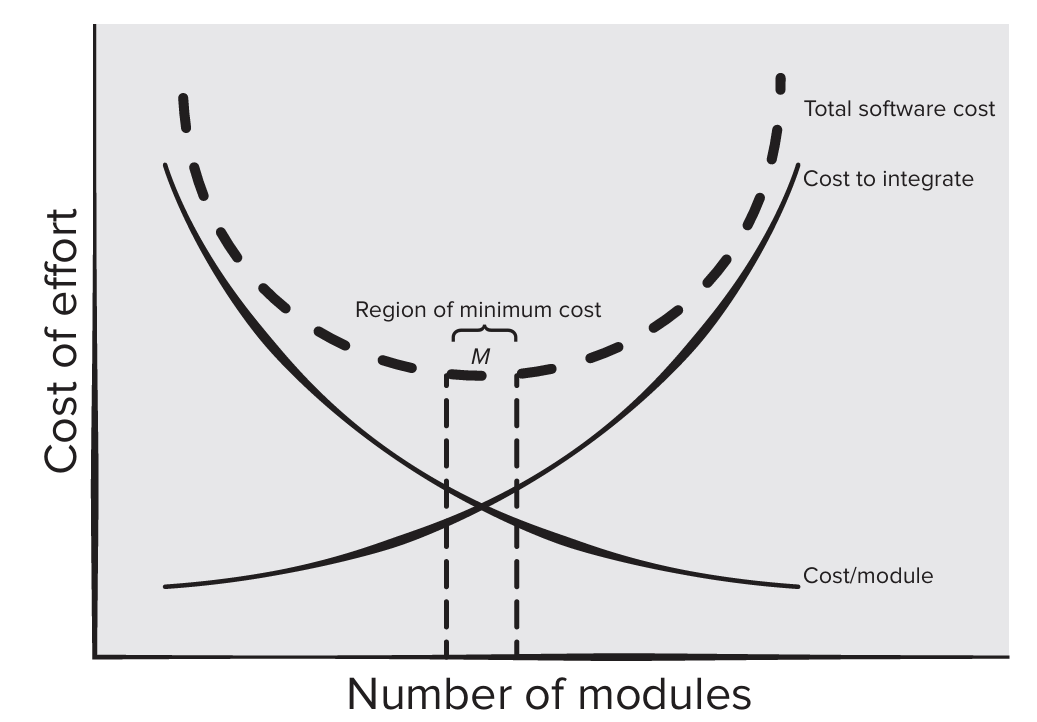 Total software cost
Cost to integrate
Cost of effort
Region of minimum cost
M
Cost/module
Number of modules